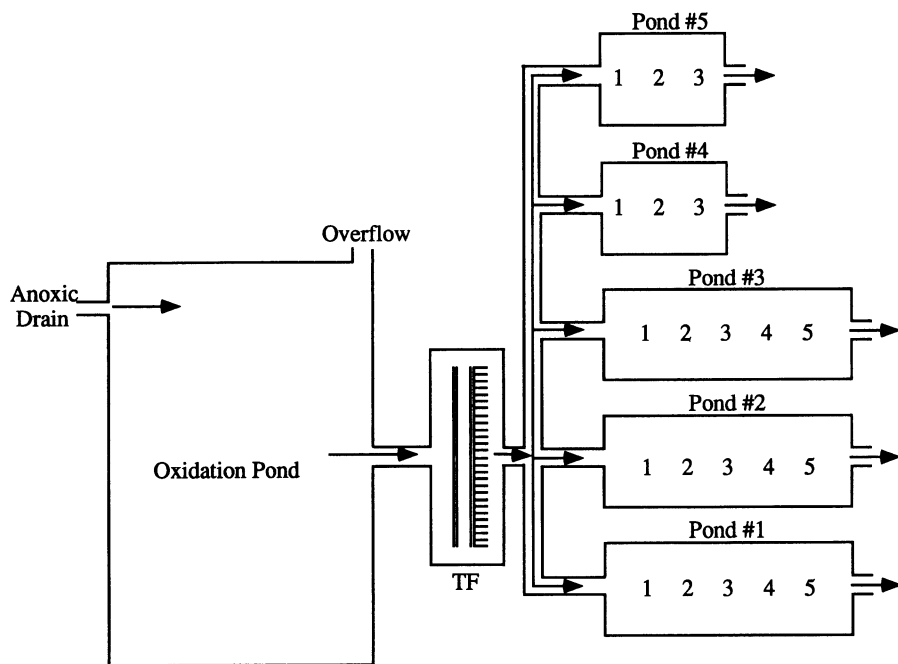 Pond #5
1 2 3
Pond #4
1 2 3
Overflow
Anoxic
Drain
Pond #3
1 2 3 4 5
Pond #2
1 2 3 4 5
Oxidation Pond
Pond #1
1 2 3 4 5
TF